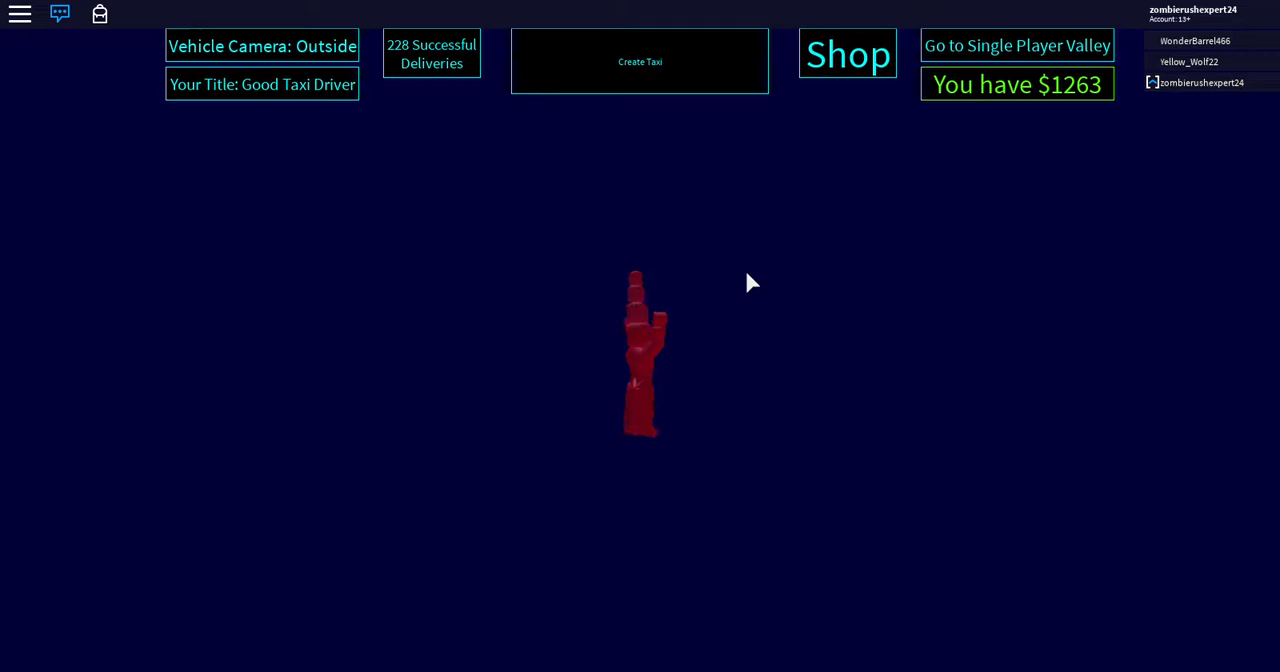 zombierushexpert24
Account: 13+
Vehicle Camera: Outside
228 Successful
Deliveries
Create Taxi
Shop
Go to Single Player Valley
WonderBarrel466
Yellow_Wolf22
zombierushexpert24
Your Title: Good Taxi Driver
You have $1263